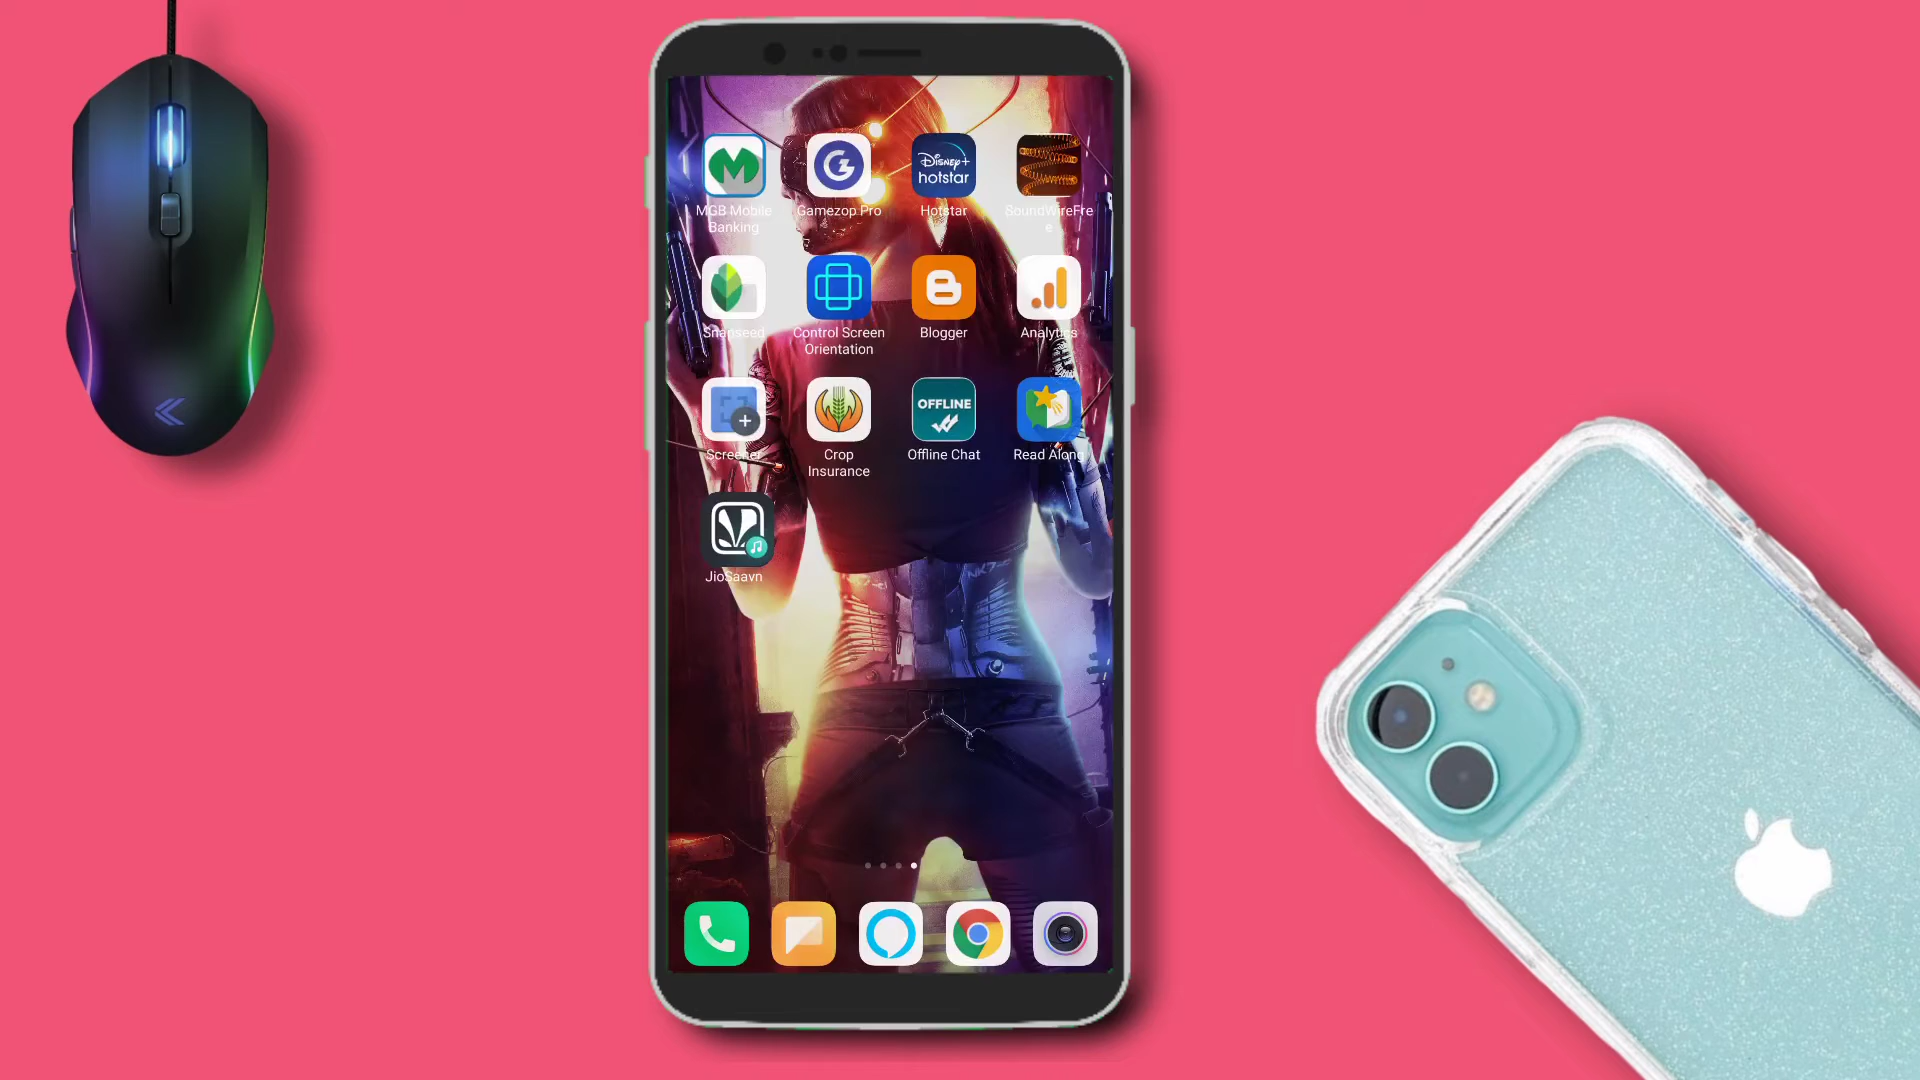 MGB Mobile
Banking
Gamezop Pro
Disney+
hotstar
Hotstar
SoundWireFre
e
Snapseed
Control Screen
Orientation
Blogger
Analytics
Screener
Crop
Insurance
OFFLINE
Offline Chat
Read Along
JioSaavn